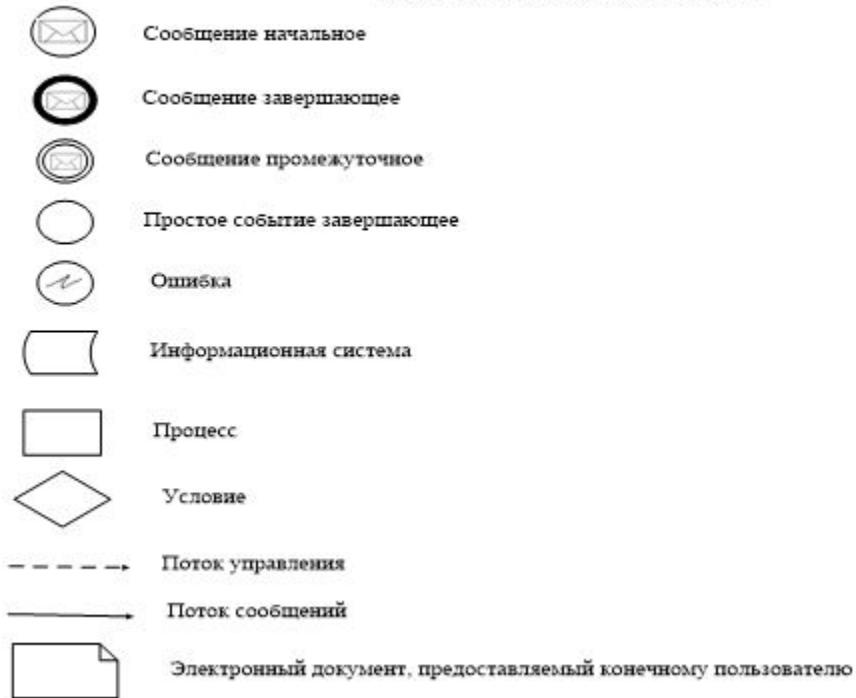 Сообщение начальное
Сообщение завершающее
Сообщение промежуточное
Простое событие завершающее
Ошибка
Информационная система
Процесс
Условие
Поток управления
Поток сообщений
Электронный документ, предоставляемый конечному пользователю